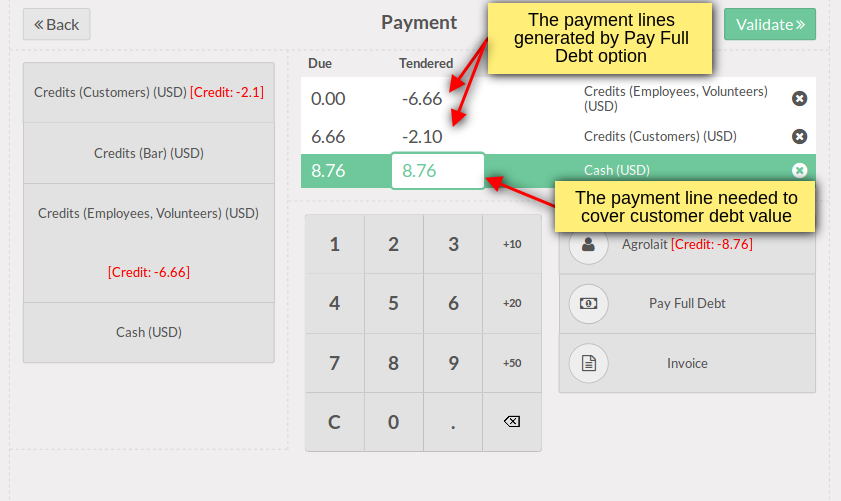 « Back
Payment
Validate »
The payment lines
generated by Pay Full
Debt option
Due Tendered
0.00 -6.66 Credits (Employees, Volunteers)
(USD)
6.66 -2.10 Credits (Customers) (USD)
8.76 8.76 Cash (USD)
The payment line needed to
cover customer debt value
Credits (Customers) (USD) [Credit: -2.1]
Credits (Bar) (USD)
Credits (Employees, Volunteers) (USD)
[Credit: -6.66]
Cash (USD)
1 2 3 +10
4 5 6 +20
7 8 9 +50
C 0 .
Agrolait [Credit: -8.76]
Pay Full Debt
Invoice